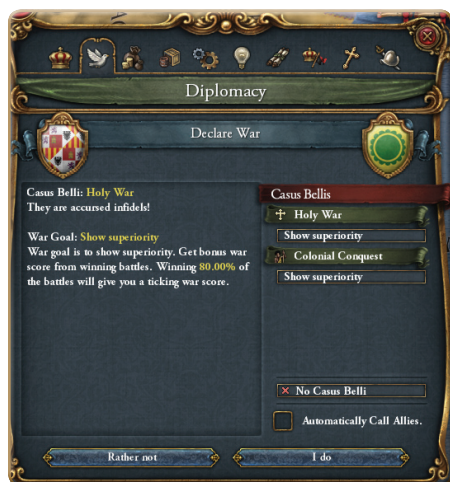 Diplomacy
Declare War
Casus Belli: Holy War
They are accursed infidels!
War Goal: Show superiority
War goal is to show superiority. Get bonus war
score from winning battles. Winning 80.00% of
the battles will give you a ticking war score.
Casus Bellis
Holy War
Show superiority
Colonial Conquest
Show superiority
No Casus Belli
Automatically Call Allies.
Rather not
I do